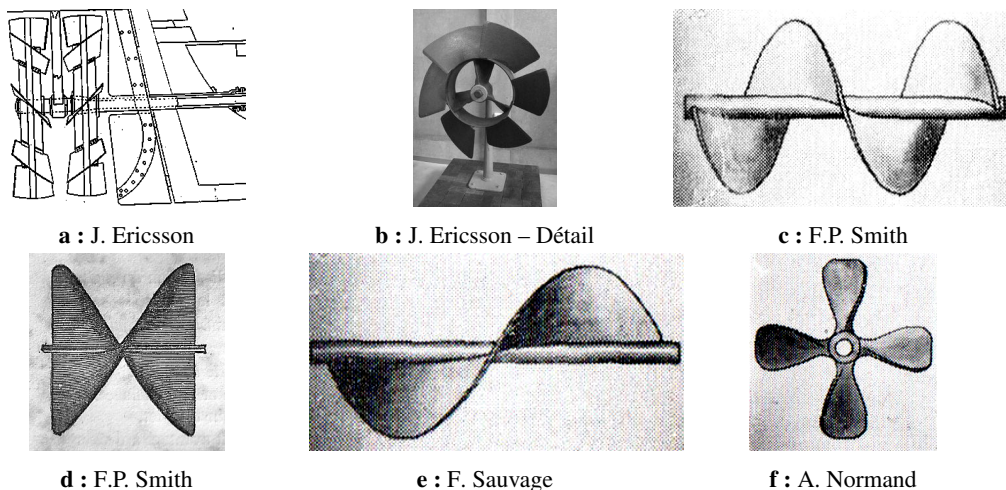 a : J. Ericsson
b : J. Ericsson – Détail
c : F.P. Smith
d : F.P. Smith
e : F. Sauvage
f : A. Normand